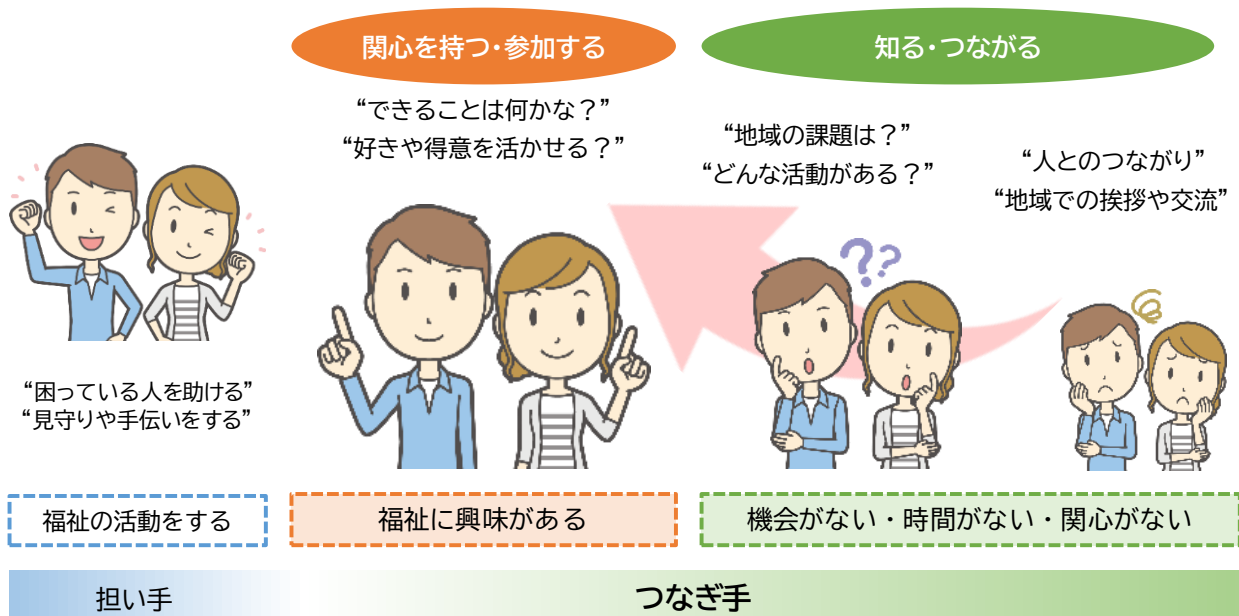 関心を持つ・参加する
知る・つながる
“できることは何かな？”
“好きや得意を活かせる？”
“地域の課題は？”
“どんな活動がある？”
“人とのつながり”
“地域での挨拶や交流”
??
“困っている人を助ける”
“見守りや手伝いをする”
福祉の活動をする
福祉に興味がある
機会がない・時間がない・関心がない
担い手
つなぎ手